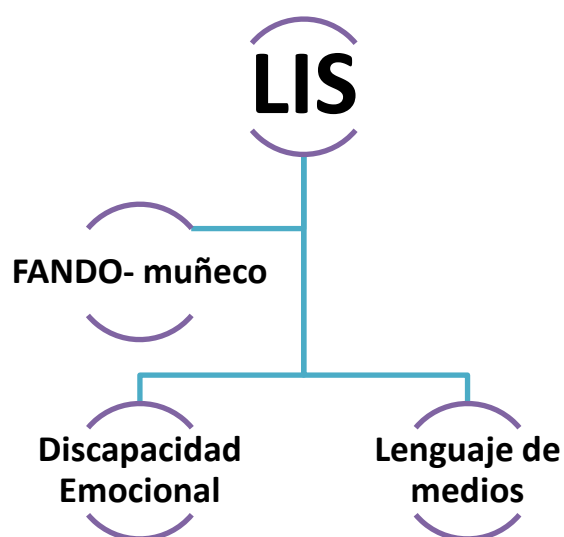 LIS
FANDO- muñeco
Discapacidad
Emocional
Lenguaje de
medios